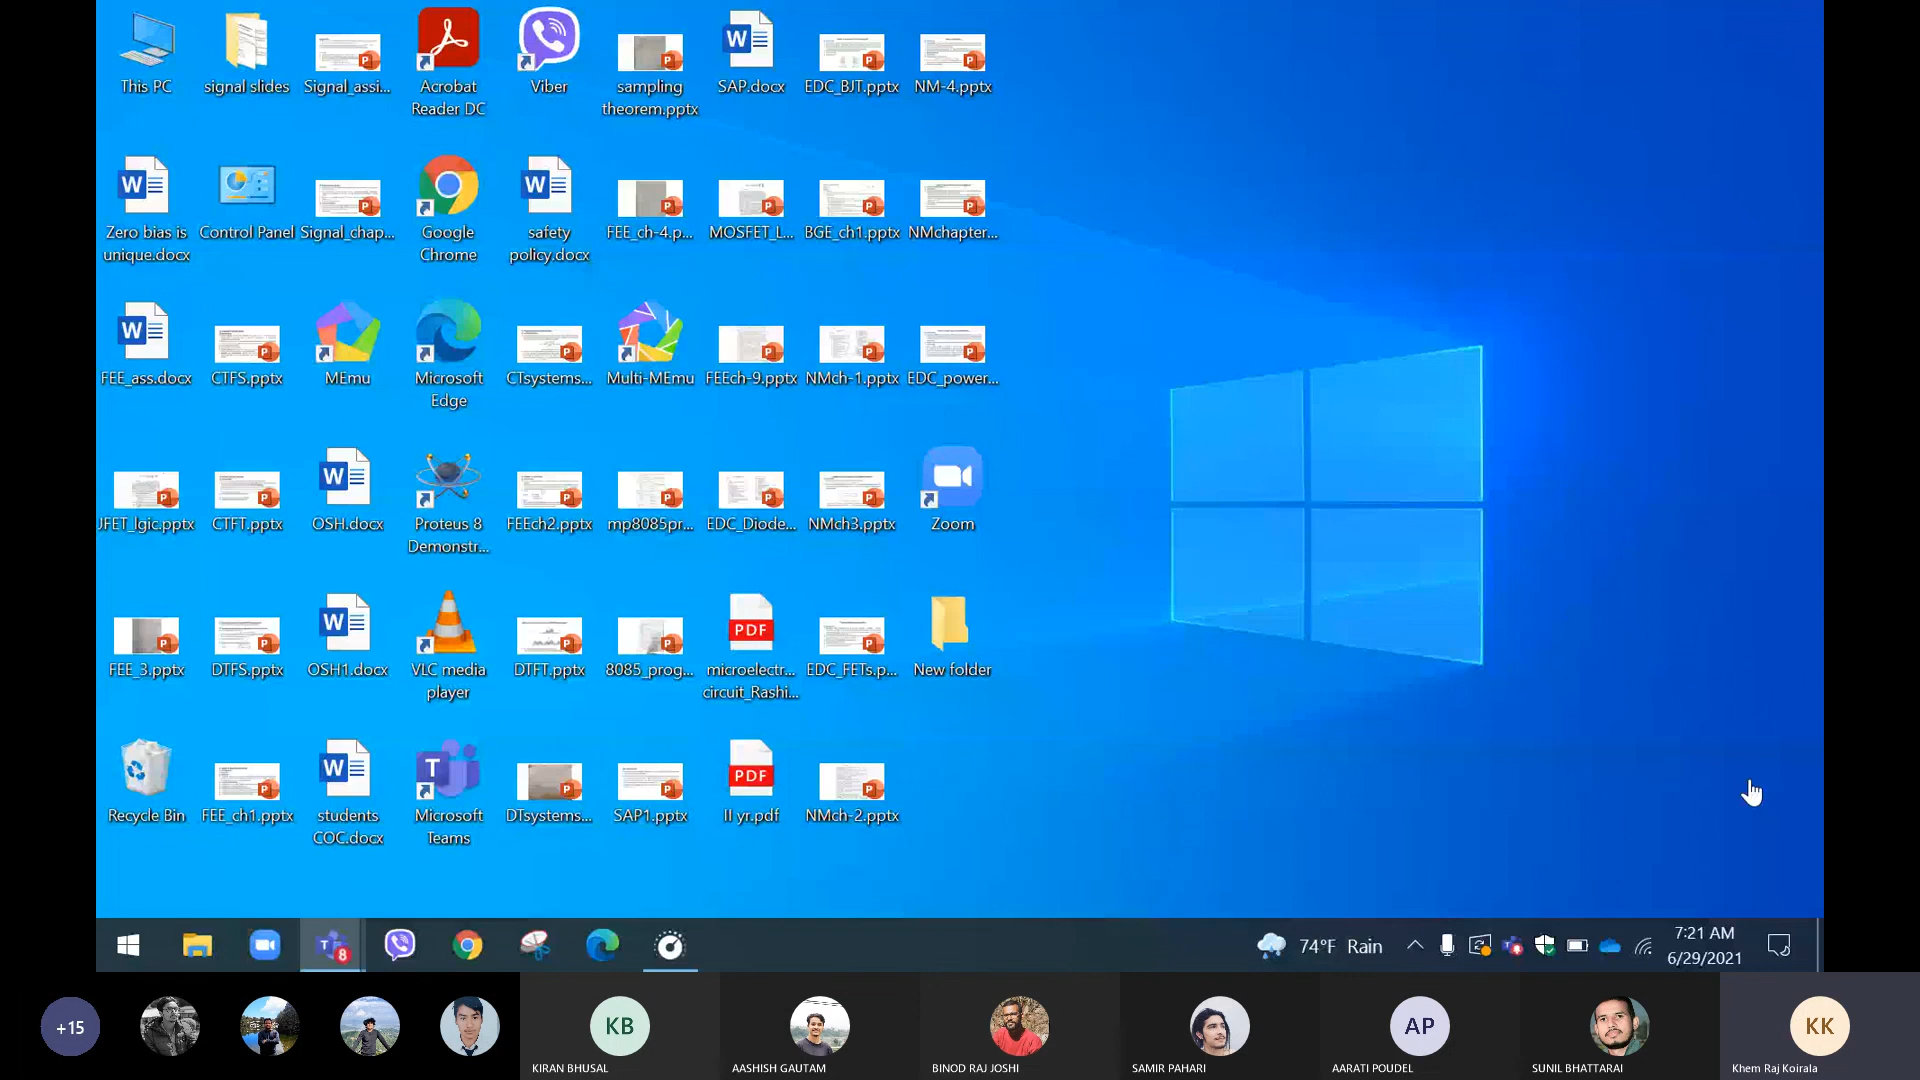 This PC
signal slides
Signal_assi...
Acrobat
Reader DC
Viber
sampling
theorem.pptx
SAP.docx
EDC_BJT.pptx
NM-4.pptx
Zero bias is
unique.docx
Control Panel
Signal_chap...
Google
Chrome
safety
policy.docx
FEE_ch-4.p...
MOSFET_L...
BGE_ch1.pptx
NMchapter...
FEE_ass.docx
CTFS.pptx
MEmu
Microsoft
Edge
CTsystems...
Multi-MEmu
FEEch-9.pptx
NMch-1.pptx
EDC_power...
JFET_lgic.pptx
CTFT.pptx
OSH.docx
Proteus 8
Demonstr...
FEEch2.pptx
mp8085pr...
EDC_Diode...
NMch3.pptx
Zoom
FEE_3.pptx
DTFS.pptx
OSH1.docx
VLC media
player
DTFT.pptx
8085_prog...
PDF
microelectr...
circuit_Rashi...
EDC_FETs.p...
New folder
Recycle Bin
FEE_ch1.pptx
students
COC.docx
Microsoft
Teams
DTsystems...
SAP1.pptx
PDF
II yr.pdf
NMch-2.pptx
8
74°F Rain
7:21 AM
6/29/2021
+15
KB
KIRAN BHUSAL
AASHISH GAUTAM
BINOD RAJ JOSHI
SAMIR PAHARI
AP
AARATI POUDEL
SUNIL BHATTARAI
KK
Khem Raj Koirala